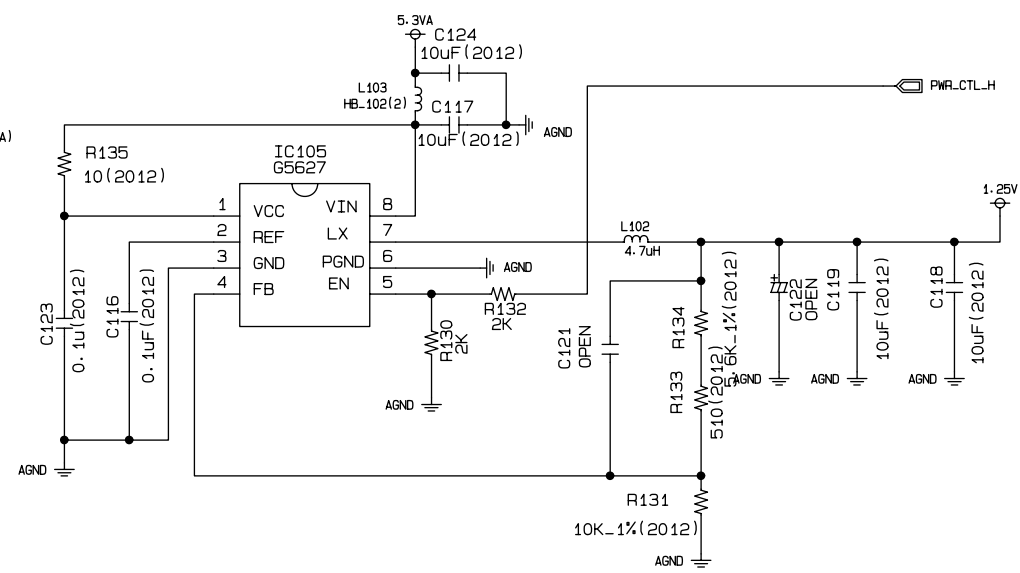 5.3VA
C124
10uF(2012)
L103
HB_102(2)
C117
10uF(2012)
AGND
PWR_CTL_H
A)
R135
10(2012)
IC105
G5627
1
VCC
VIN
8
2
REF
LX
7
3
GND
PGND
6
AGND
4
FB
EN
5
L102
4.7uH
1.25V
R132
2K
R130
2K
AGND
C123
0.1u(2012)
C116
0.1uF(2012)
AGND
C121
OPEN
R134
5.6K_1%(2012)
R133
510(2012)
C122
OPEN
AGND
C119
10uF(2012)
AGND
C118
10uF(2012)
AGND
R131
10K_1%(2012)
AGND